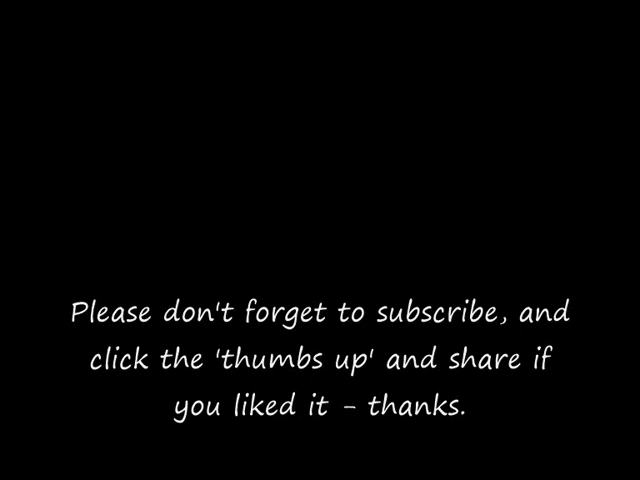 Please don't forget to subscribe, and
click the 'thumbs up' and share if
you liked it - thanks.